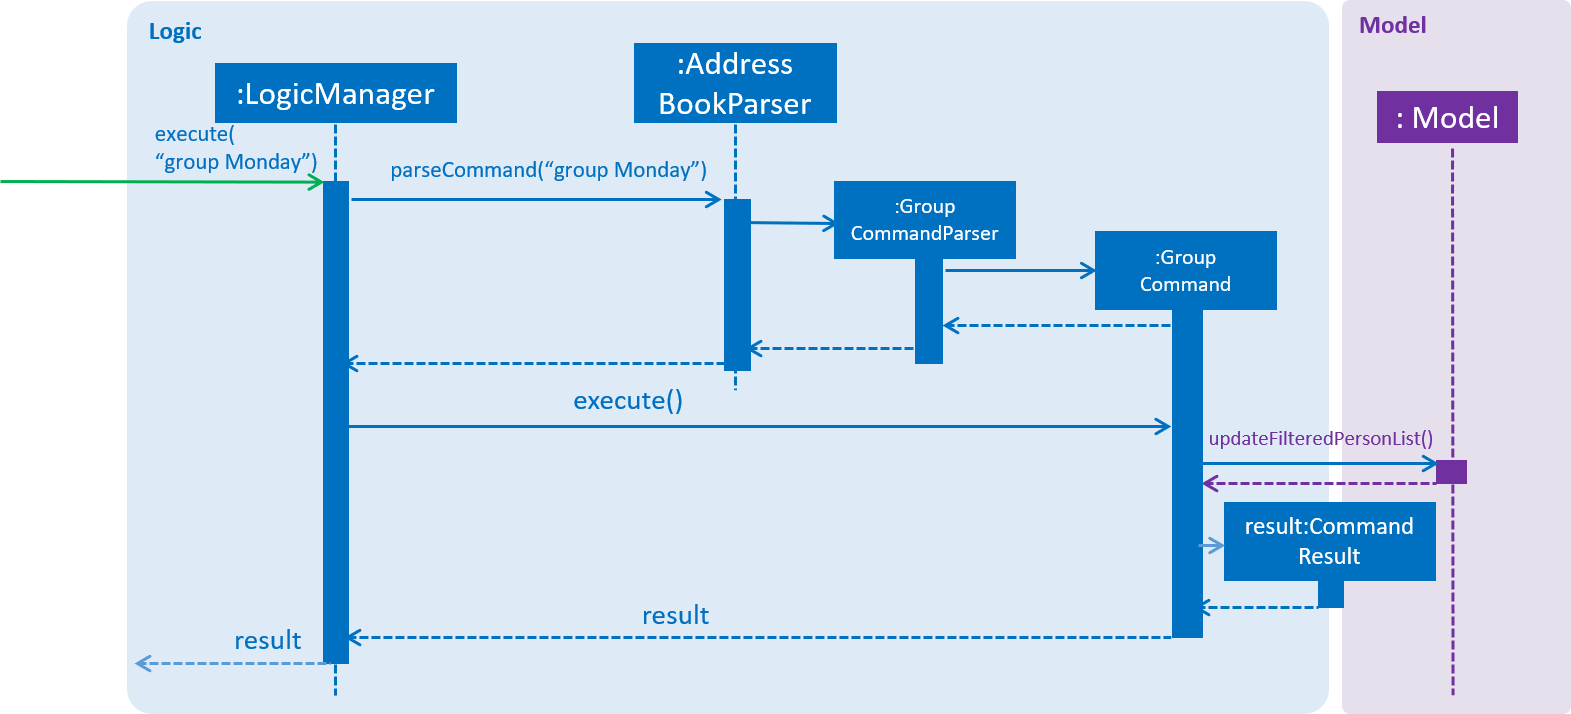 Logic
Model
:LogicManager
:Address
BookParser
: Model
execute(
“group Monday”)
parseCommand(“group Monday”)
:Group
CommandParser
:Group
Command
execute()
updateFilteredPersonList()
result:Command
Result
result
result